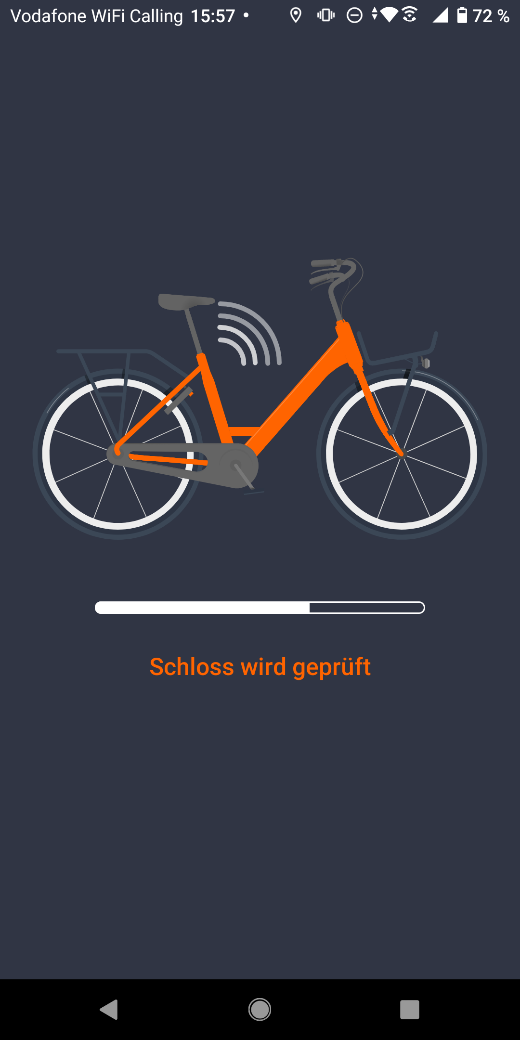 Vodafone WiFi Calling 15:57 • 72 %
Schloss wird geprüft